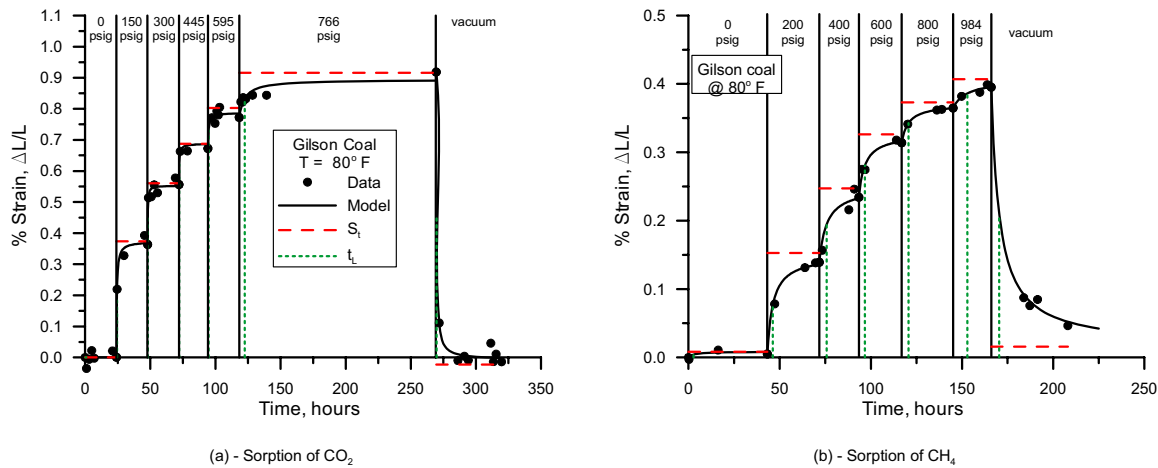 0 psig
150 psig
300 psig
445 psig
595 psig
766 psig
vacuum
1.1
1.0
0.9
0.8
0.7
0.6
0.5
0.4
0.3
0.2
0.1
0.0
% Strain, ΔL/L
Gilson Coal
T = 80° F
Data
Model
S_t
t_L
0
50
100
150
200
250
300
350
Time, hours
(a) - Sorption of CO₂
0 psig
200 psig
400 psig
600 psig
800 psig
984 psig
vacuum
Gilson coal
@ 80° F
0.5
0.4
0.3
0.2
0.1
0.0
% Strain, ΔL/L
0
50
100
150
200
250
Time, hours
(b) - Sorption of CH₄